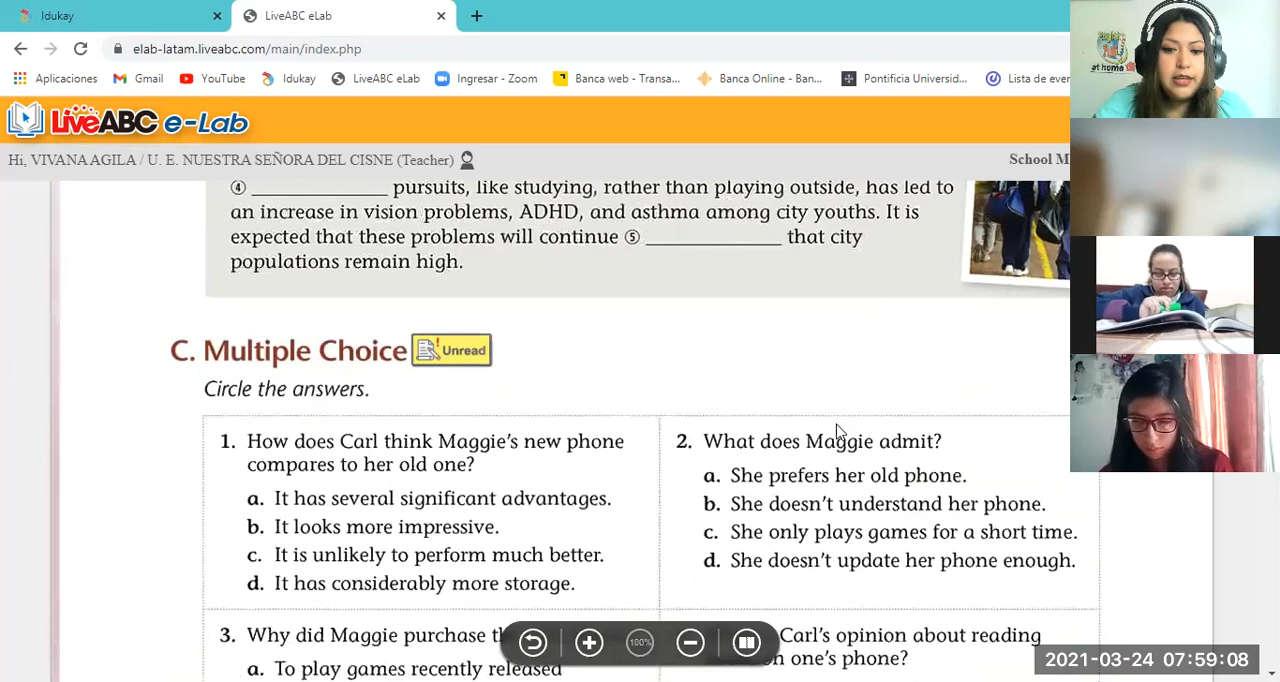 Idukay
LiveABC eLab
elab-latam.liveabc.com/main/index.php
Aplicaciones Gmail YouTube Idukay LiveABC eLab Ingresar - Zoom Banca web - Transa... Banca Online - Ban... Pontificia Universid... Lista de ever
LiveABC e-Lab
Hi, VIVANA AGILA / U. E. NUESTRA SEÑORA DEL CISNE (Teacher)
School M
④ ____________ pursuits, like studying, rather than playing outside, has led to
an increase in vision problems, ADHD, and asthma among city youths. It is
expected that these problems will continue ⑤ ____________ that city
populations remain high.
C. Multiple Choice Unread
Circle the answers.
1. How does Carl think Maggie's new phone
compares to her old one?
a. It has several significant advantages.
b. It looks more impressive.
c. It is unlikely to perform much better.
d. It has considerably more storage.
2. What does Maggie admit?
a. She prefers her old phone.
b. She doesn't understand her phone.
c. She only plays games for a short time.
d. She doesn't update her phone enough.
3. Why did Maggie purchase th
a. To play games recently released
Carl's opinion about reading
on one's phone?
100%
at home
2021-03-24 07:59:08